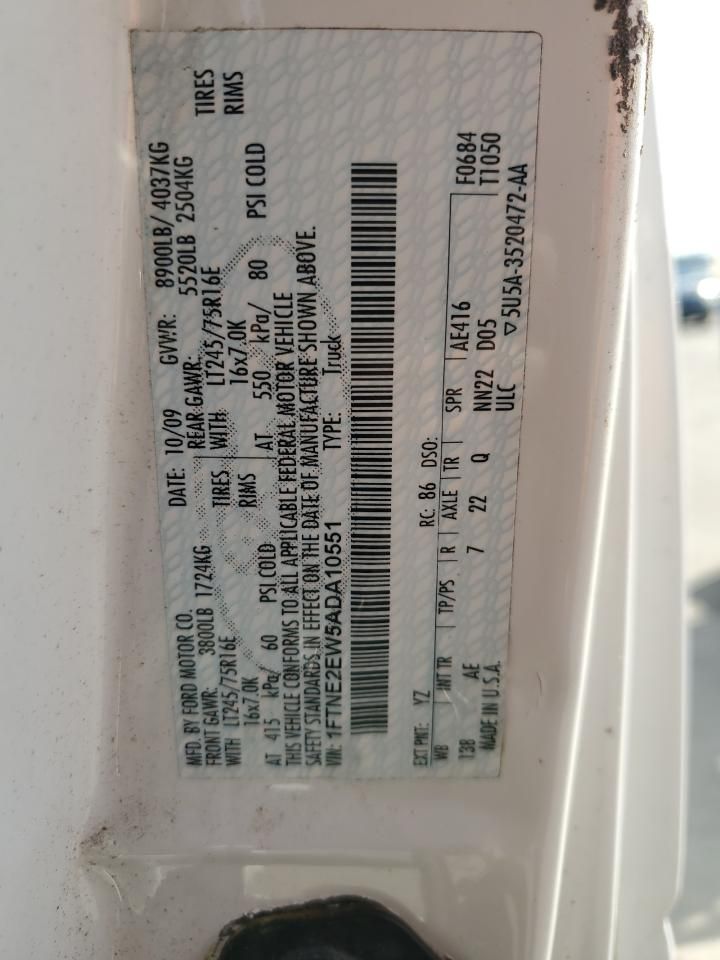 MFD. BY FORD MOTOR CO.
DATE: 10/09 GVWR: 8900LB/ 4037KG
FRONT GAWR: 3800LB 1724KG REAR GAWR: 5520LB 2504KG
WITH LT245/75R16E TIRES WITH LT245/75R16E TIRES
16x7.0K RIMS 16x7.0K RIMS
AT 415 kPa/ 60 PSI COLD AT 550 kPa/ 80 PSI COLD
THIS VEHICLE CONFORMS TO ALL APPLICABLE FEDERAL MOTOR VEHICLE
SAFETY STANDARDS IN EFFECT ON THE DATE OF MANUFACTURE SHOWN ABOVE.
VIN: 1FTNE2EW5ADA10551 TYPE: Truck
EXT PNT: YZ RC: 86 DSO: F0684
WB INT TR TP/PS R AXLE TR SPR AE416 T1050
138 AE 7 22 Q NN22 D05
MADE IN U.S.A. ULC ▽5U5A-3520472-AA